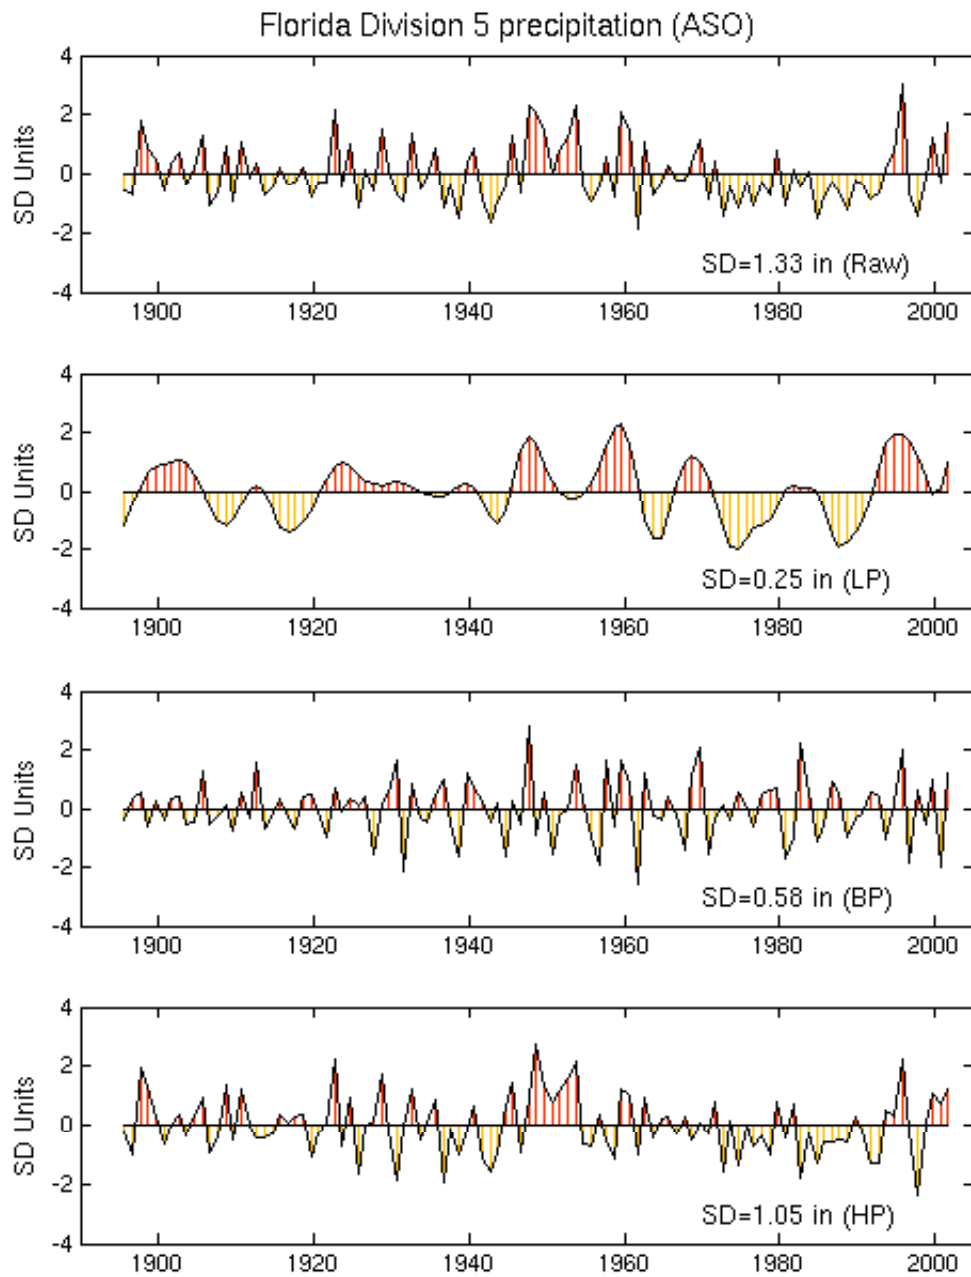 Florida Division 5 precipitation (ASO)
4
2
0
-2
-4
SD Units
SD=1.33 in (Raw)
1900 1920 1940 1960 1980 2000
4
2
0
-2
-4
SD Units
SD=0.25 in (LP)
1900 1920 1940 1960 1980 2000
4
2
0
-2
-4
SD Units
SD=0.58 in (BP)
1900 1920 1940 1960 1980 2000
4
2
0
-2
-4
SD Units
SD=1.05 in (HP)
1900 1920 1940 1960 1980 2000